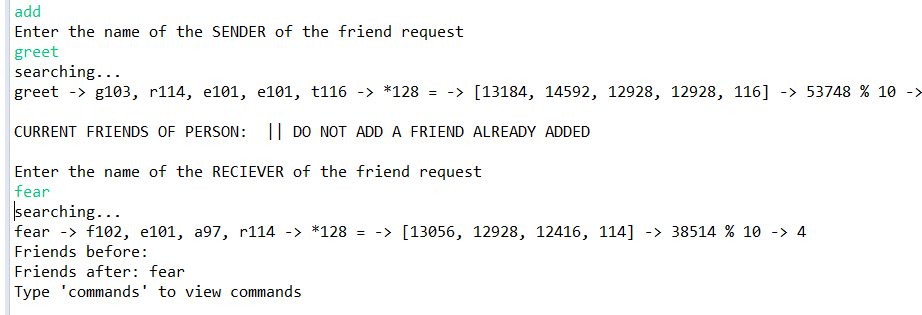 add
Enter the name of the SENDER of the friend request
greet
searching...
greet -> g103, r114, e101, e101, t116 -> *128 = -> [13184, 14592, 12928, 12928, 116] -> 53748 % 10 ->
CURRENT FRIENDS OF PERSON:  || DO NOT ADD A FRIEND ALREADY ADDED
Enter the name of the RECIEVER of the friend request
fear
searching...
fear -> f102, e101, a97, r114 -> *128 = -> [13056, 12928, 12416, 114] -> 38514 % 10 -> 4
Friends before:
Friends after: fear
Type 'commands' to view commands